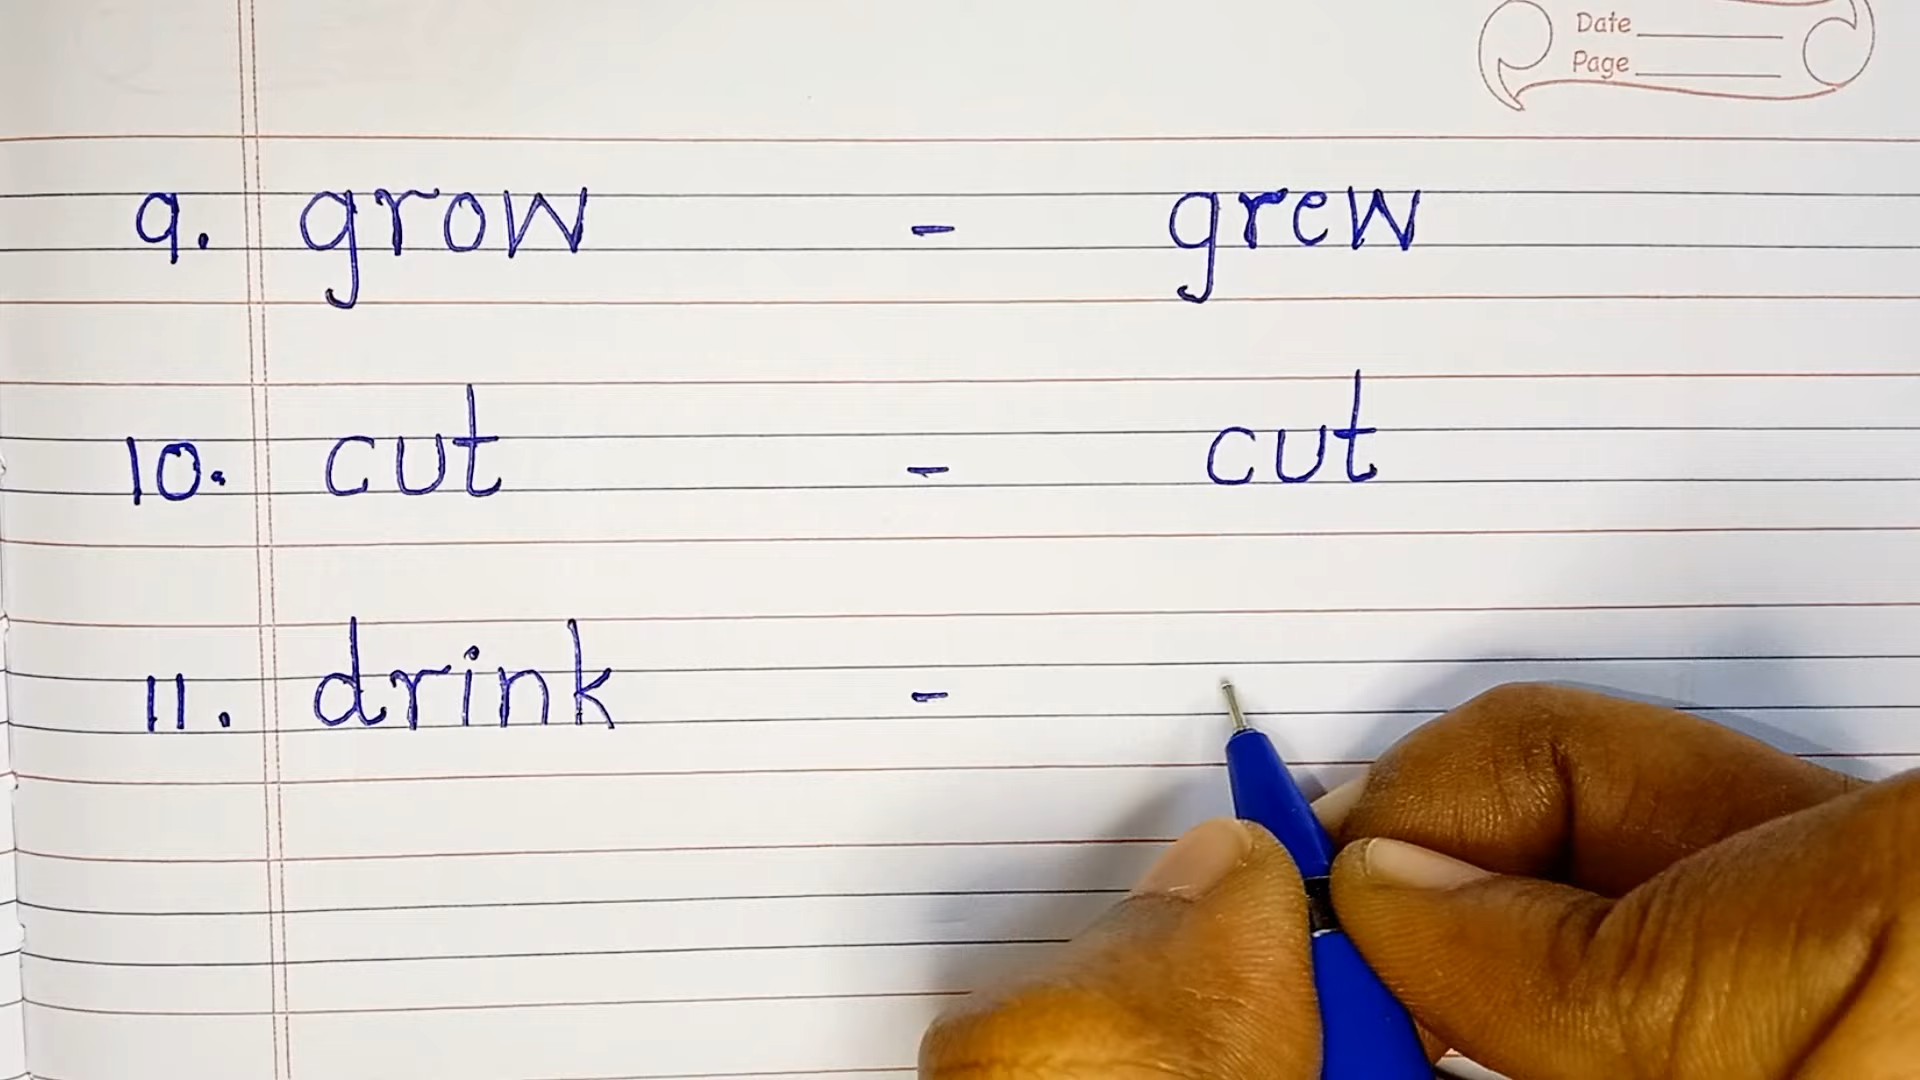 Date
Page
9. grow - grew
10. cut - cut
11. drink -